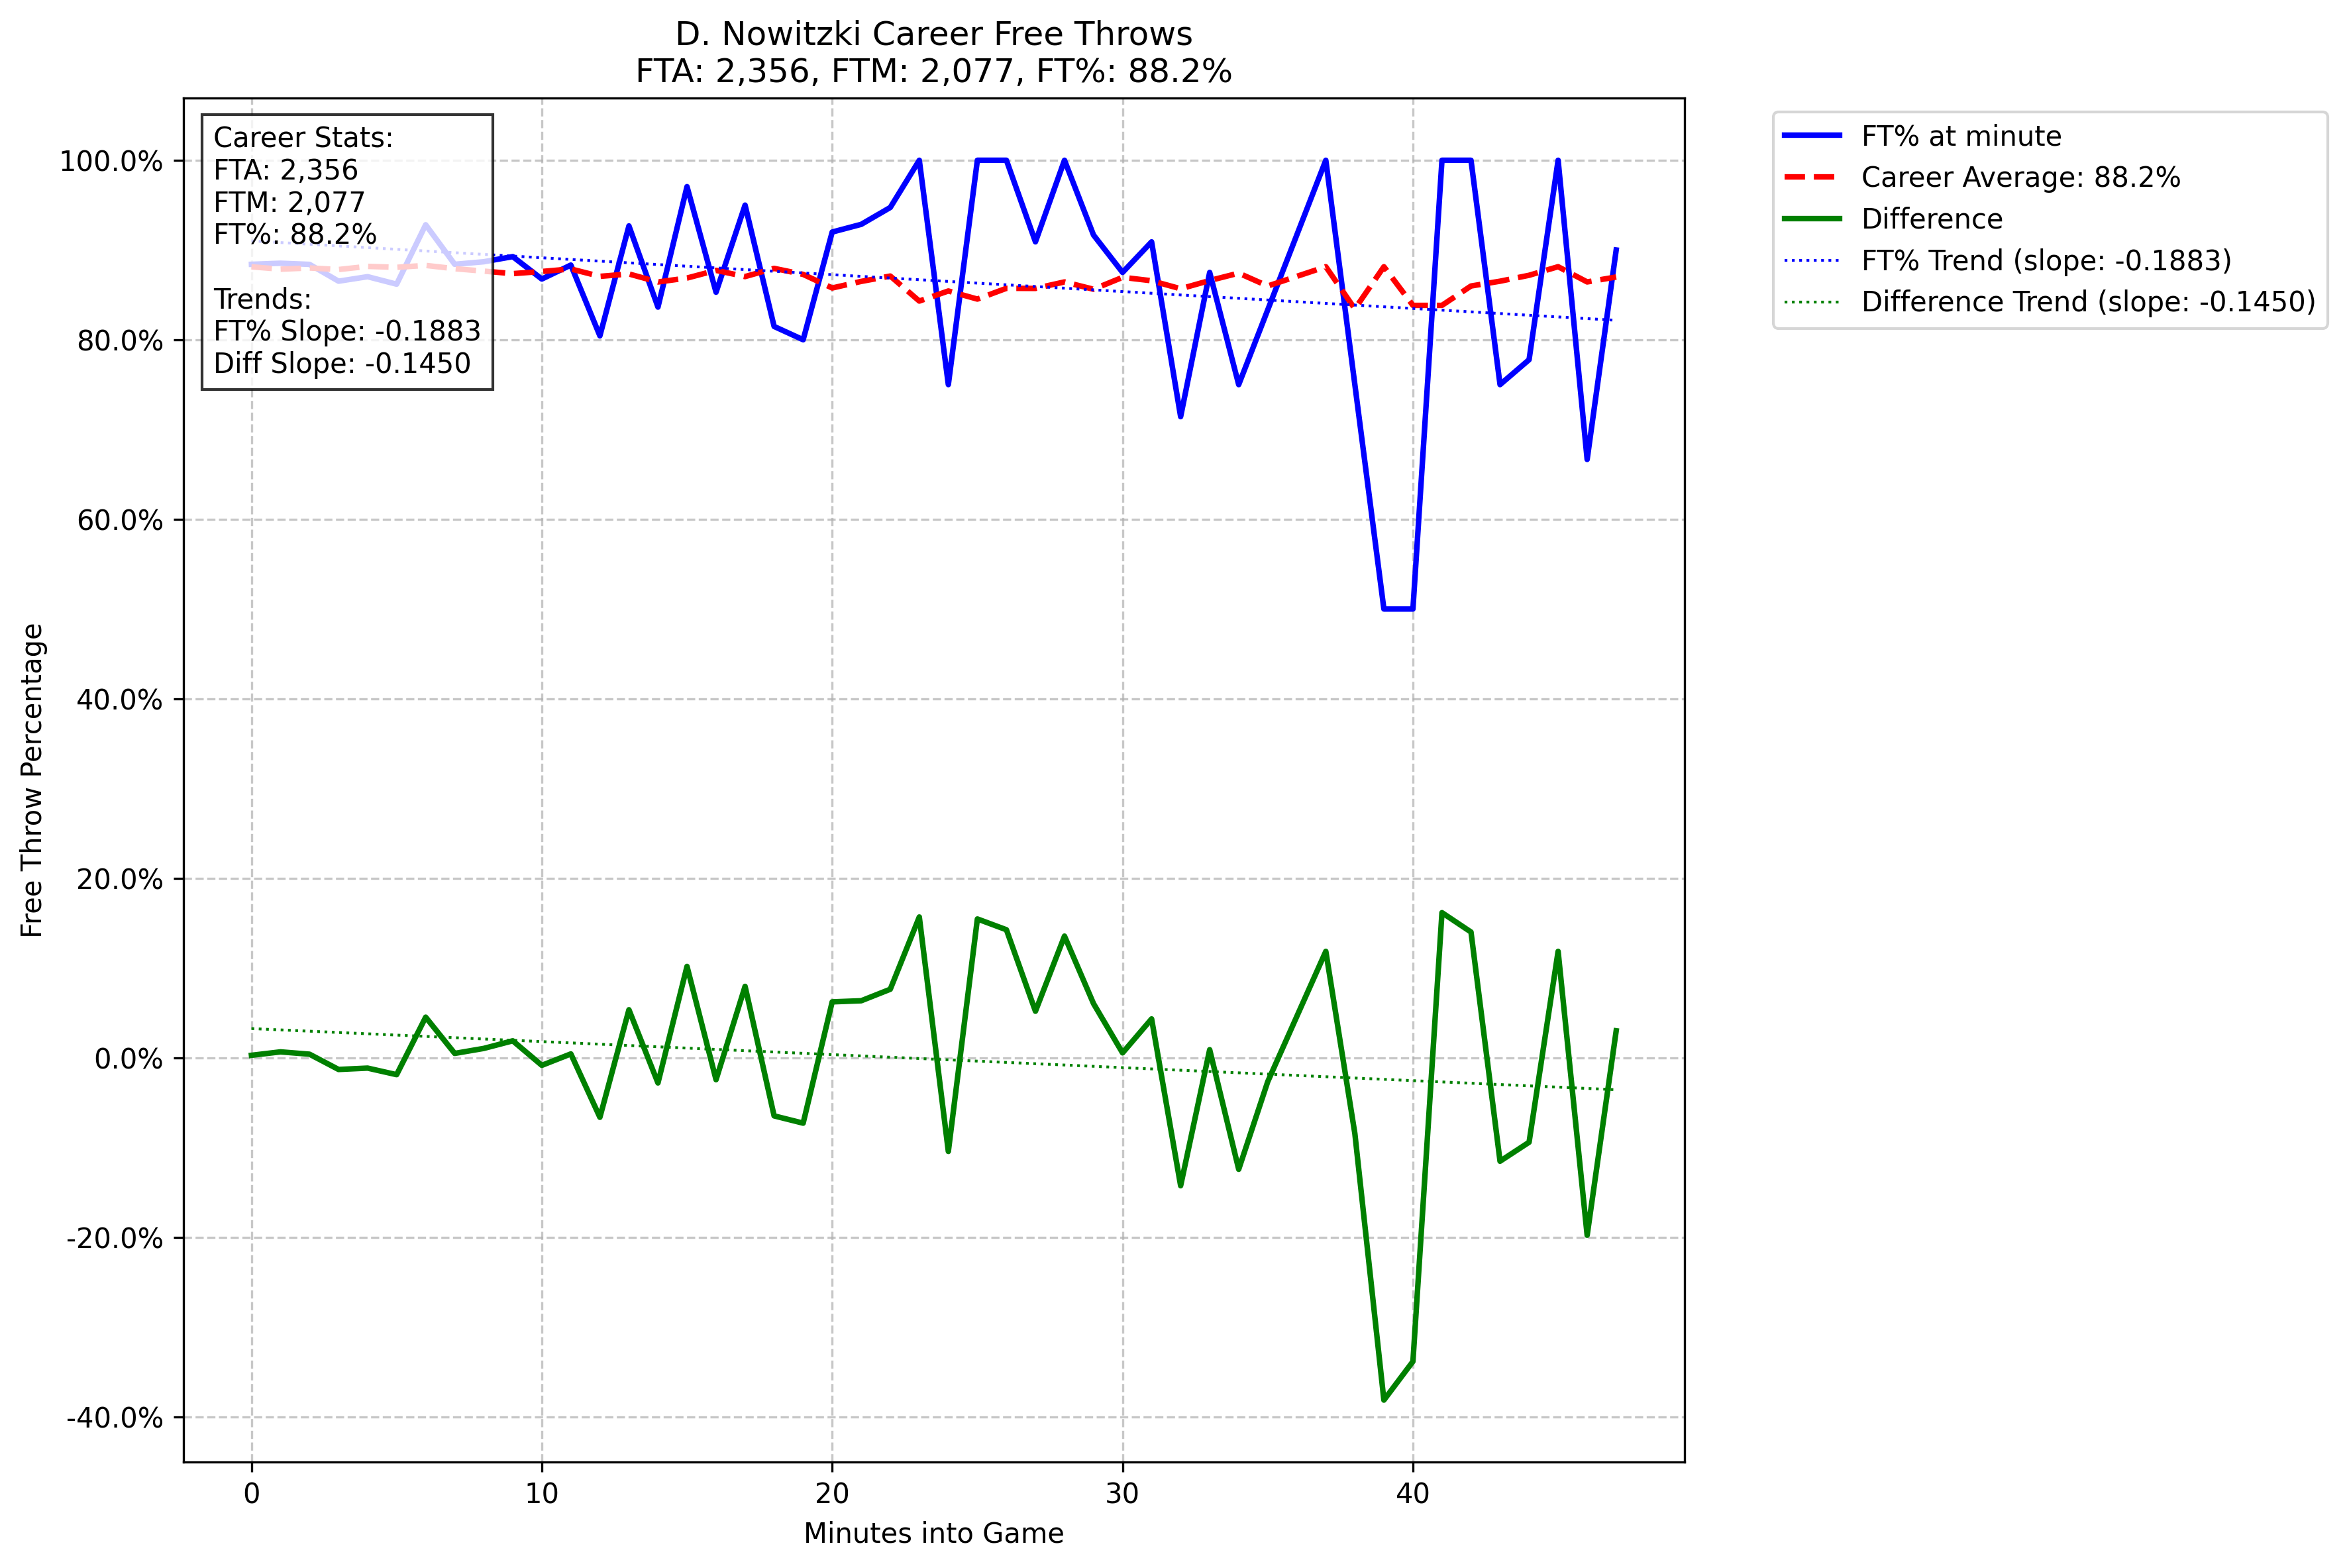 D. Nowitzki Career Free Throws
FTA: 2,356, FTM: 2,077, FT%: 88.2%
Career Stats:
FTA: 2,356
FTM: 2,077
FT%: 88.2%
Trends:
FT% Slope: -0.1883
Diff Slope: -0.1450
FT% at minute
Career Average: 88.2%
Difference
FT% Trend (slope: -0.1883)
Difference Trend (slope: -0.1450)
Free Throw Percentage
100.0%
80.0%
60.0%
40.0%
20.0%
0.0%
-20.0%
-40.0%
0 10 20 30 40
Minutes into Game